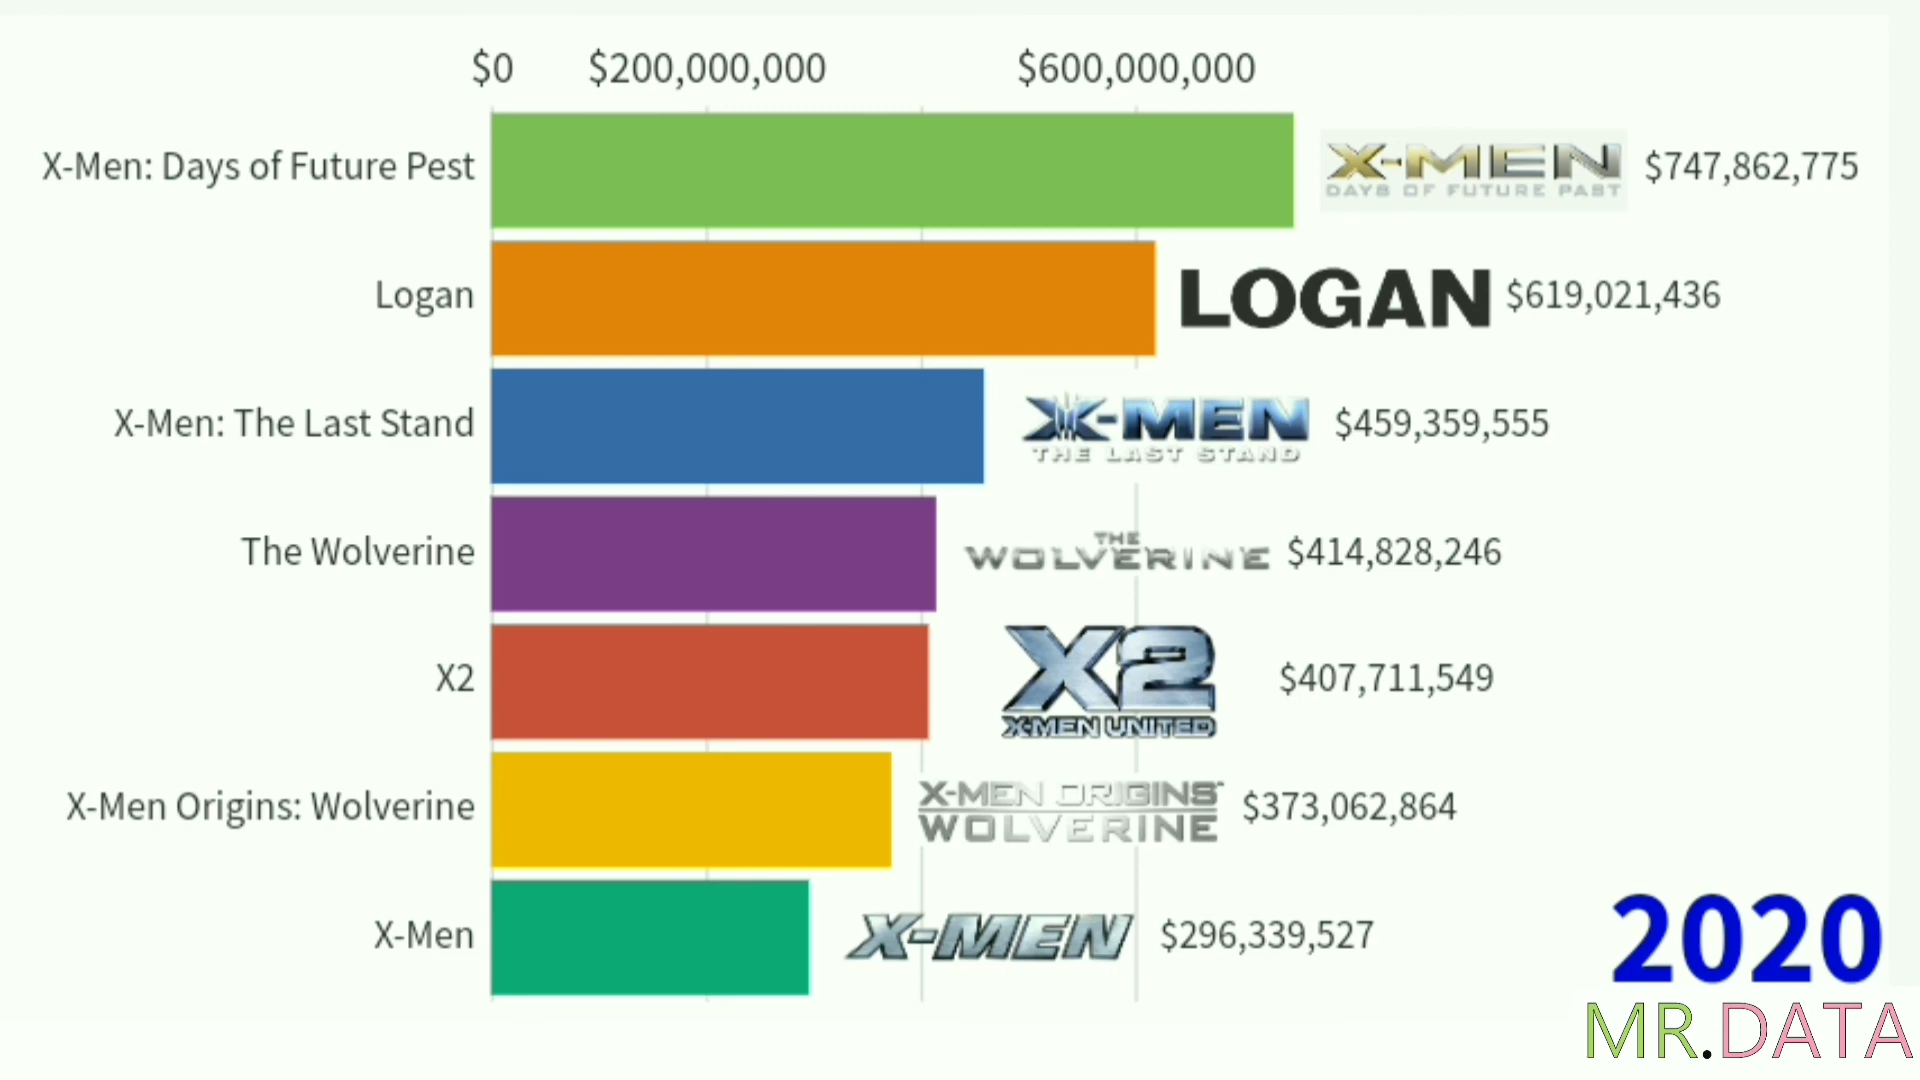 $0 $200,000,000 $600,000,000
X-Men: Days of Future Pest X-MEN $747,862,775
DAYS OF FUTURE PAST
Logan LOGAN $619,021,436
X-Men: The Last Stand X-MEN $459,359,555
THE LAST STAND
The Wolverine THE WOLVERINE $414,828,246
X2 X2 $407,711,549
X-MEN UNITED
X-Men Origins: Wolverine X-MEN ORIGINS $373,062,864
WOLVERINE
X-Men X-MEN $296,339,527
2020
MR.DATA